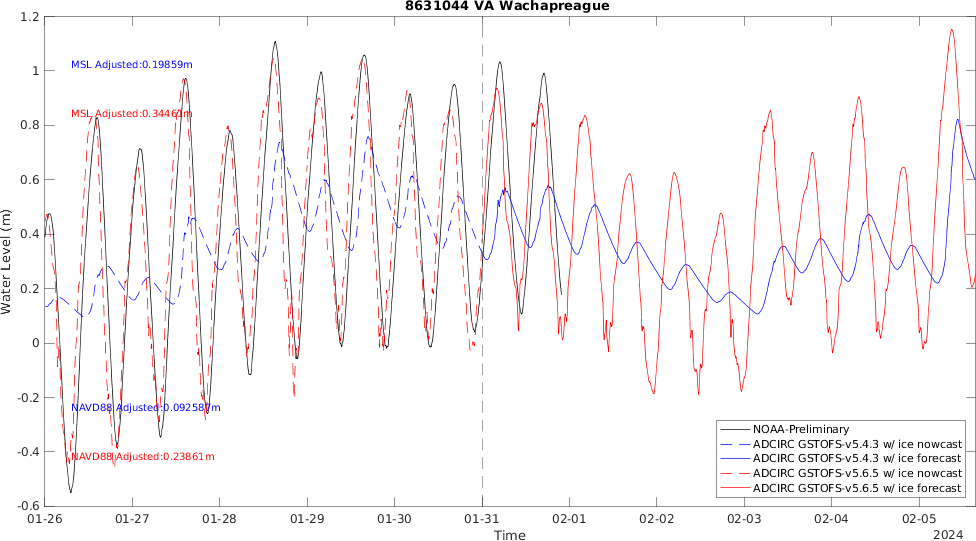 8631044 VA Wachapreague
1.2
1
0.8
0.6
0.4
0.2
0
-0.2
-0.4
-0.6
Water Level (m)
MSL Adjusted:0.19859m
MSL Adjusted:0.34461m
NAVD88 Adjusted:0.092587m
NAVD88 Adjusted:0.23861m
NOAA-Preliminary
ADCIRC GSTOFS-v5.4.3 w/ ice nowcast
ADCIRC GSTOFS-v5.4.3 w/ ice forecast
ADCIRC GSTOFS-v5.6.5 w/ ice nowcast
ADCIRC GSTOFS-v5.6.5 w/ ice forecast
01-26 01-27 01-28 01-29 01-30 01-31 02-01 02-02 02-03 02-04 02-05
Time
2024